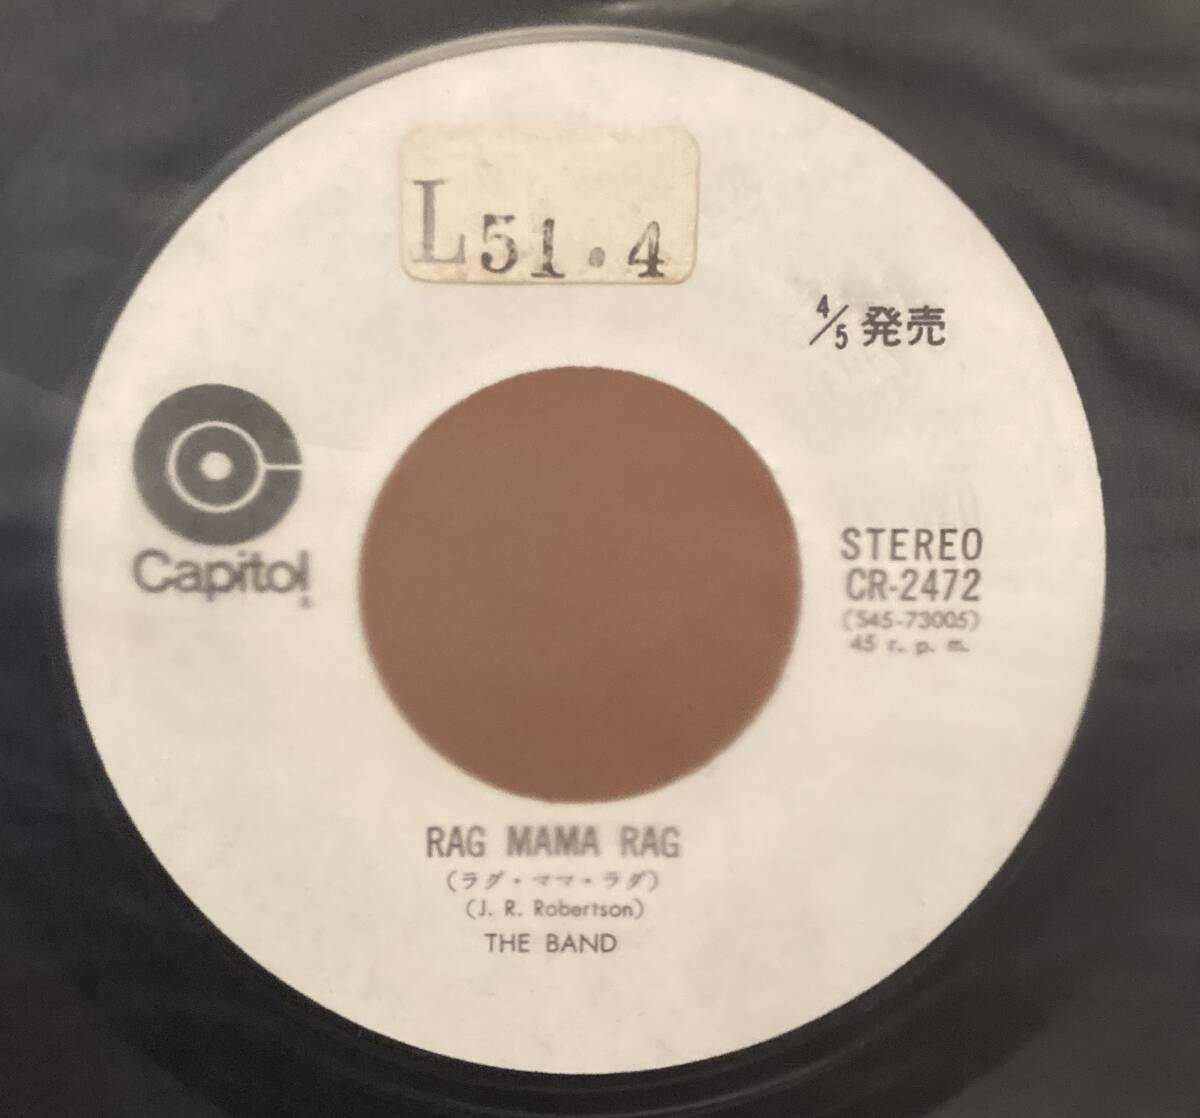 L51.4
4/5 発売
Capitol
®
STEREO
CR-2472
(S45-73005)
45 r. p. m.
RAG MAMA RAG
(ラグ・ママ・ラグ)
(J. R. Robertson)
THE BAND